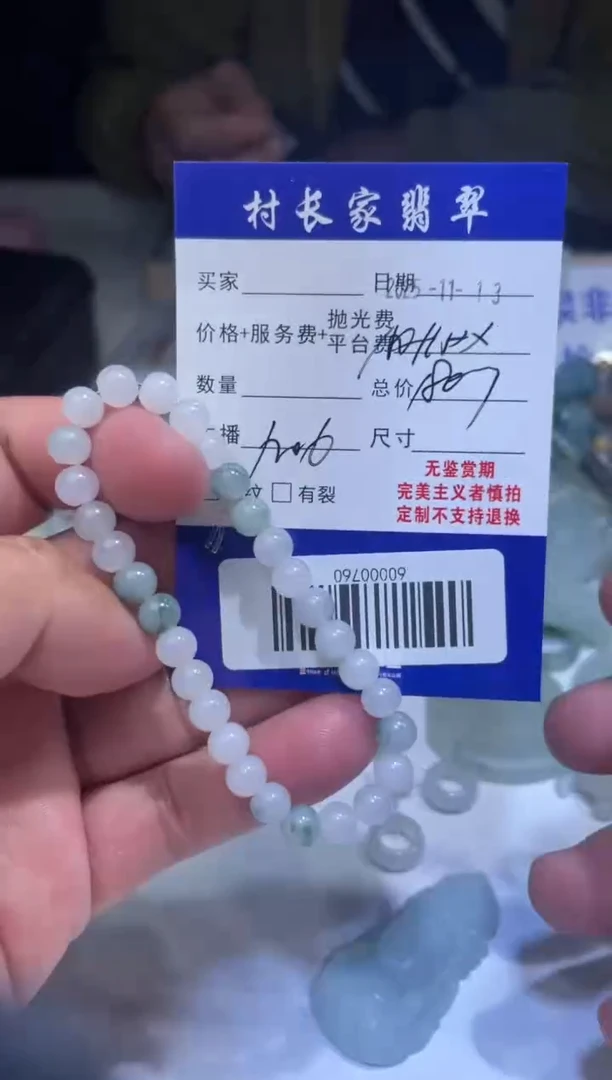 村长家翡翠
买家 日期 2025-11-13
价格+服务费+抛光费
平台费
数量 总价
播 尺寸
纹 □ 有裂
无鉴赏期
完美主义者慎拍
定制不支持退换
60000760